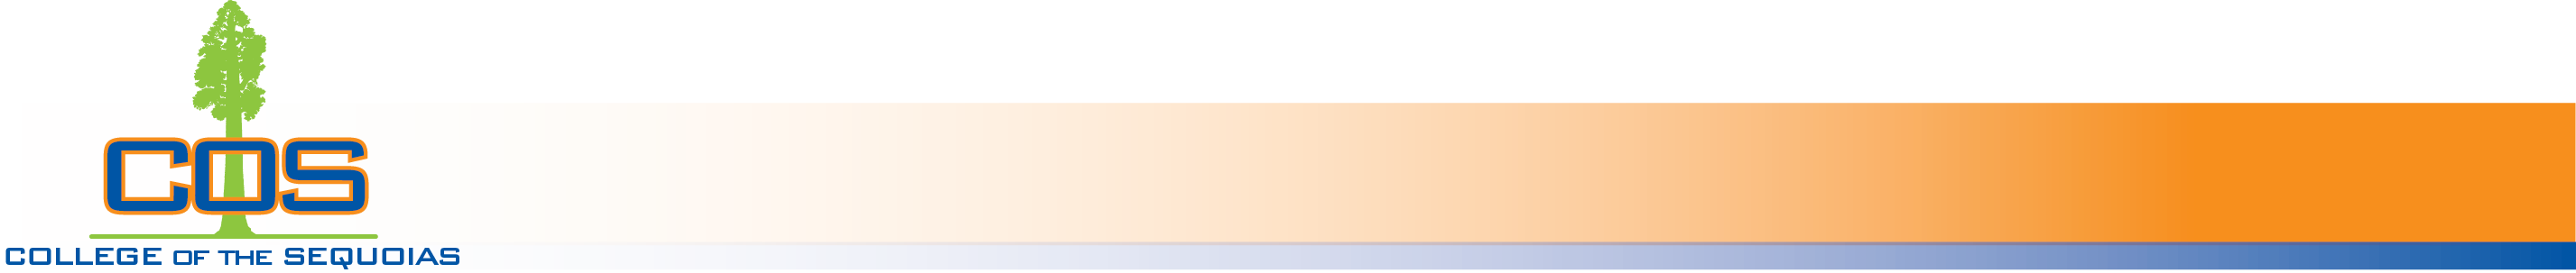 COS
COLLEGE OF THE SEQUOIAS